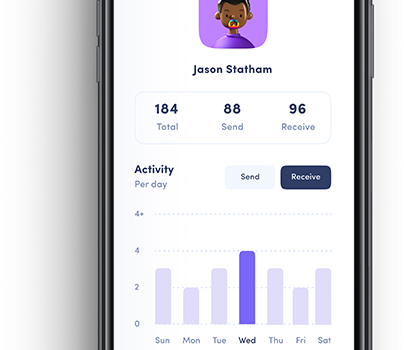 Jason Statham
184 88 96
Total Send Receive
Activity
Per day
Send Receive
4+
4
2
0
Sun Mon Tue Wed Thu Fri Sat